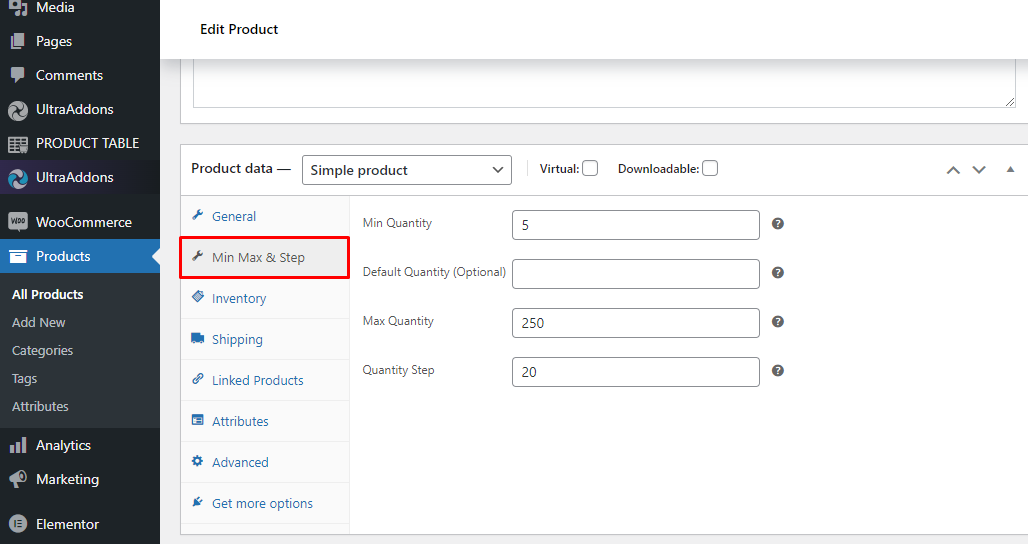 Media
Pages
Comments
UltraAddons
PRODUCT TABLE
UltraAddons
WOO
WooCommerce
Products
All Products
Add New
Categories
Tags
Attributes
Analytics
Marketing
Elementor
Edit Product
Product data —
Simple product
Virtual:
Downloadable:
General
Min Max & Step
Inventory
Shipping
Linked Products
Attributes
Advanced
Get more options
Min Quantity
5
?
Default Quantity (Optional)
?
Max Quantity
250
?
Quantity Step
20
?